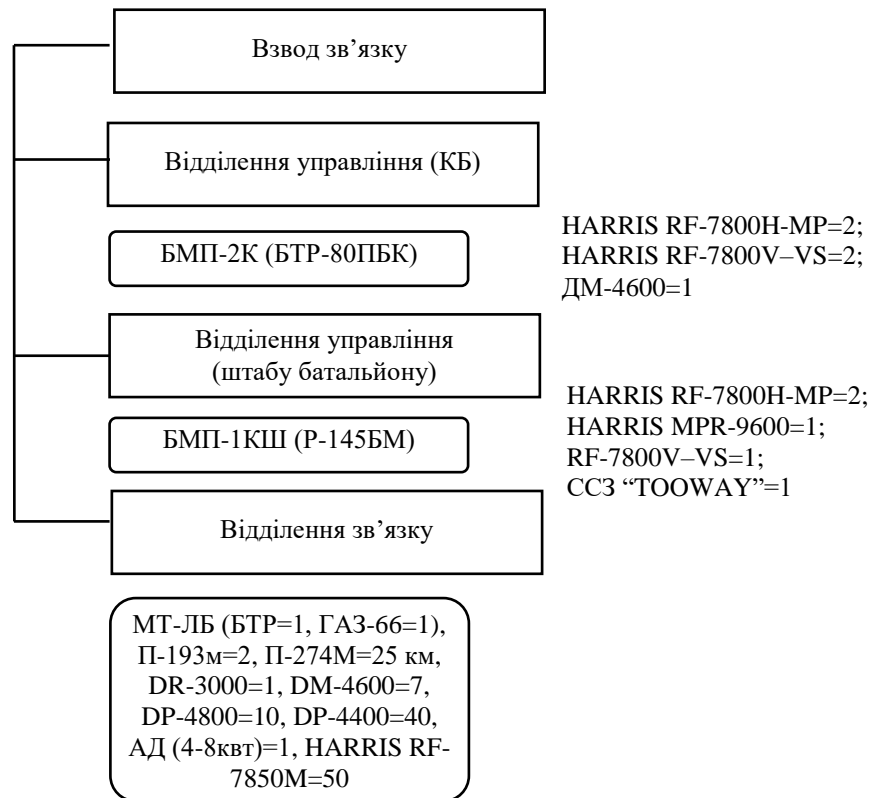 Взвод зв’язку
Відділення управління (КБ)
БМП-2К (БТР-80ПБК)
HARRIS RF-7800H-MP=2;
HARRIS RF-7800V–VS=2;
ДМ-4600=1
Відділення управління
(штабу батальйону)
БМП-1КШ (Р-145БМ)
HARRIS RF-7800H-MP=2;
HARRIS MPR-9600=1;
RF-7800V–VS=1;
ССЗ “TOOWAY”=1
Відділення зв’язку
МТ-ЛБ (БТР=1, ГАЗ-66=1),
П-193м=2, П-274М=25 км,
DR-3000=1, DM-4600=7,
DP-4800=10, DP-4400=40,
АД (4-8квт)=1, HARRIS RF-
7850M=50